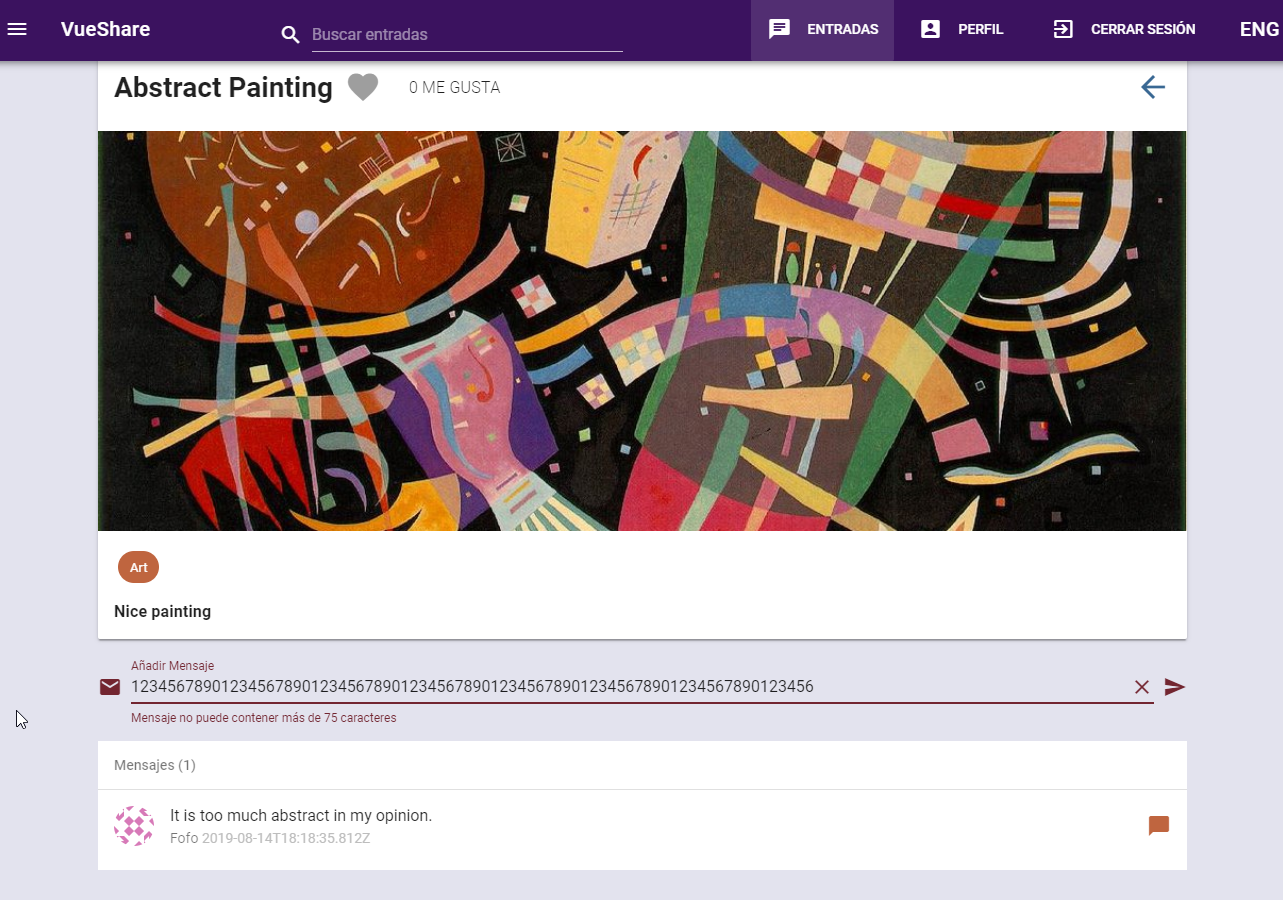 VueShare
Buscar entradas
ENTRADAS
PERFIL
CERRAR SESIÓN
ENG
Abstract Painting
0 ME GUSTA
Art
Nice painting
Añadir Mensaje
1234567890123456789012345678901234567890123456789012345678901234567890123456
Mensaje no puede contener más de 75 caracteres
Mensajes (1)
It is too much abstract in my opinion.
Fofo 2019-08-14T18:18:35.812Z